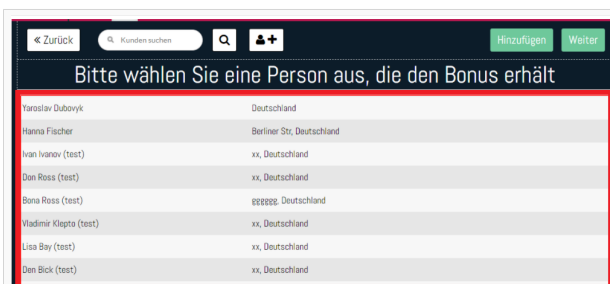 « Zurück Kunden suchen Hinzufügen Weiter
Bitte wählen Sie eine Person aus, die den Bonus erhält
Yaroslav Dubovyk Deutschland
Hanna Fischer Berliner Str, Deutschland
Ivan Ivanov (test) xx, Deutschland
Don Ross (test) xx, Deutschland
Bona Ross (test) gggggg, Deutschland
Vladimir Klepto (test) xx, Deutschland
Lisa Bay (test) xx, Deutschland
Den Bick (test) xx, Deutschland